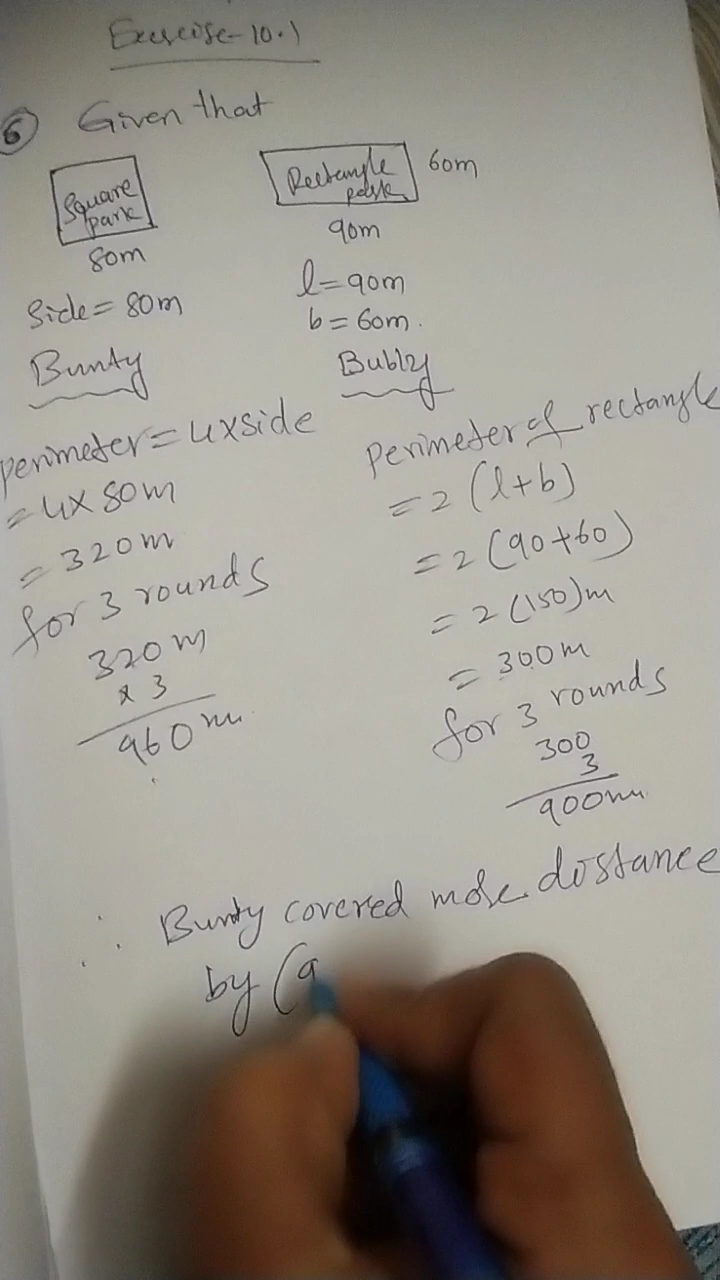 Exercise-10.1
6 Given that
Square
park
80m
Side = 80m
Bunty
perimeter = 4xside
= 4x 80m
= 320m
for 3 rounds
320m
x 3
960m
Rectangle
park
60m
90m
l=90m
b=60m.
Bubly
perimeter of rectangle
= 2 (l+b)
= 2 (90+60)
= 2 (150)m
= 300m
for 3 rounds
300
3
900m
∴ Bunty covered more distance
by (9